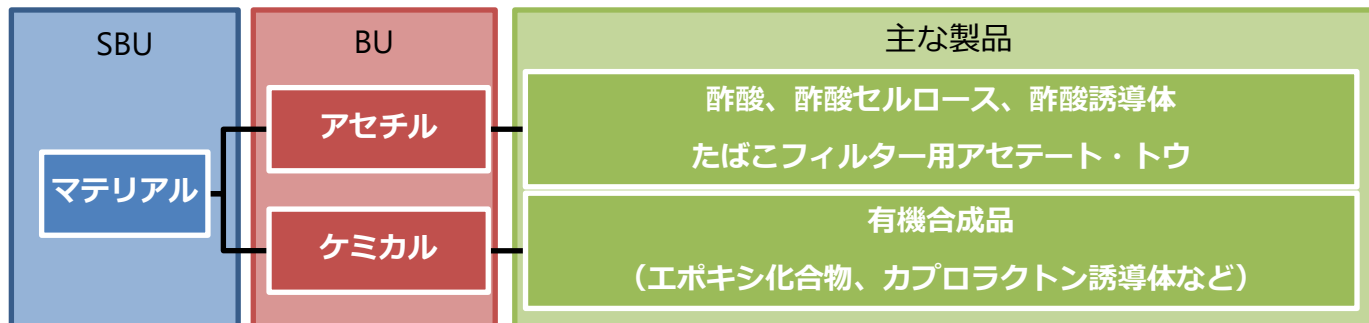 SBU
BU
主な製品
マテリアル
アセチル
酢酸、酢酸セルロース、酢酸誘導体
たばこフィルター用アセテート・トウ
ケミカル
有機合成品
（エポキシ化合物、カプロラクトン誘導体など）